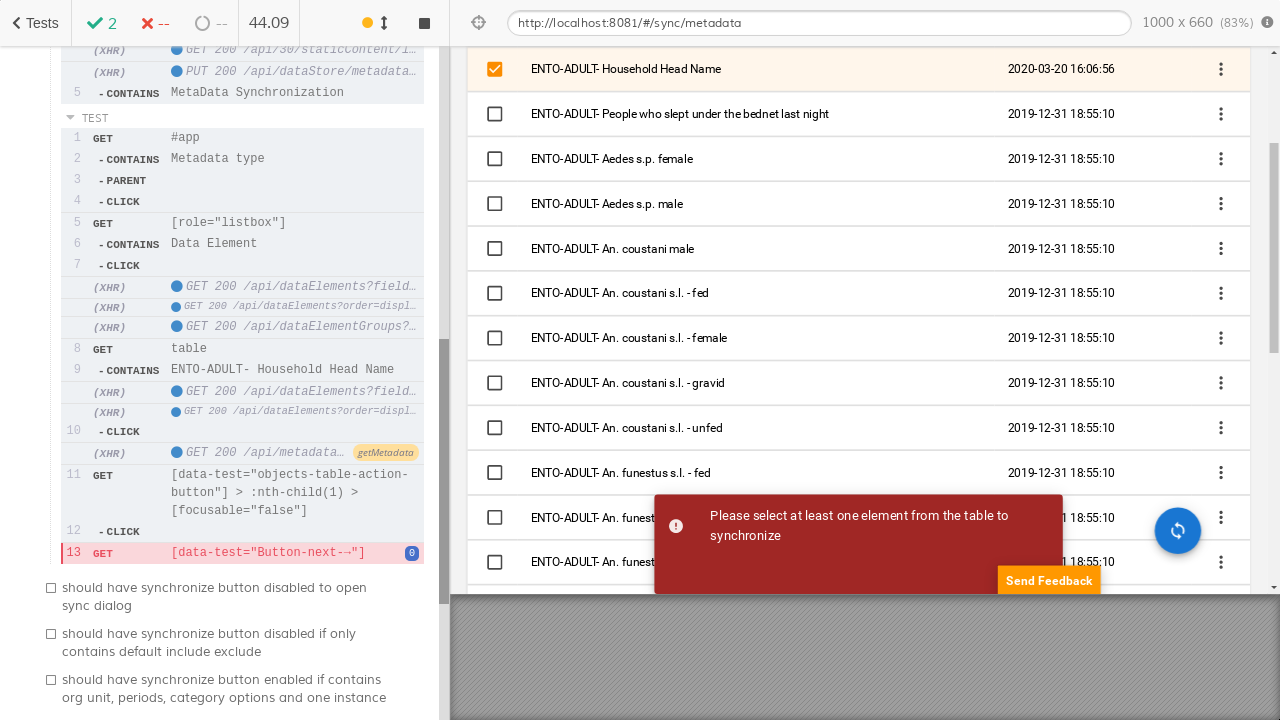 Tests
2
--
--
44.09
http://localhost:8081/#/sync/metadata
1000 x 660 (83%)
(XHR) GET 200 /api/30/staticContent/l…
(XHR) PUT 200 /api/dataStore/metadata…
5 -CONTAINS MetaData Synchronization
TEST
1 GET #app
2 -CONTAINS Metadata type
3 -PARENT
4 -CLICK
5 GET [role="listbox"]
6 -CONTAINS Data Element
7 -CLICK
(XHR) GET 200 /api/dataElements?field…
(XHR) GET 200 /api/dataElements?order=displ…
(XHR) GET 200 /api/dataElementGroups?…
8 GET table
9 -CONTAINS ENTO-ADULT- Household Head Name
(XHR) GET 200 /api/dataElements?field…
(XHR) GET 200 /api/dataElements?order=displ…
10 -CLICK
(XHR) GET 200 /api/metadata… getMetadata
11 GET [data-test="objects-table-action-
button"] > :nth-child(1) >
[focusable="false"]
12 -CLICK
13 GET [data-test="Button-next-→"] 0
should have synchronize button disabled to open
sync dialog
should have synchronize button disabled if only
contains default include exclude
should have synchronize button enabled if contains
org unit, periods, category options and one instance
ENTO-ADULT- Household Head Name 2020-03-20 16:06:56
ENTO-ADULT- People who slept under the bednet last night 2019-12-31 18:55:10
ENTO-ADULT- Aedes s.p. female 2019-12-31 18:55:10
ENTO-ADULT- Aedes s.p. male 2019-12-31 18:55:10
ENTO-ADULT- An. coustani male 2019-12-31 18:55:10
ENTO-ADULT- An. coustani s.l. - fed 2019-12-31 18:55:10
ENTO-ADULT- An. coustani s.l. - female 2019-12-31 18:55:10
ENTO-ADULT- An. coustani s.l. - gravid 2019-12-31 18:55:10
ENTO-ADULT- An. coustani s.l. - unfed 2019-12-31 18:55:10
ENTO-ADULT- An. funestus s.l. - fed 2019-12-31 18:55:10
ENTO-ADULT- An. funest 1 18:55:10
ENTO-ADULT- An. funest 1 18:55:10
Please select at least one element from the table to
synchronize
Send Feedback